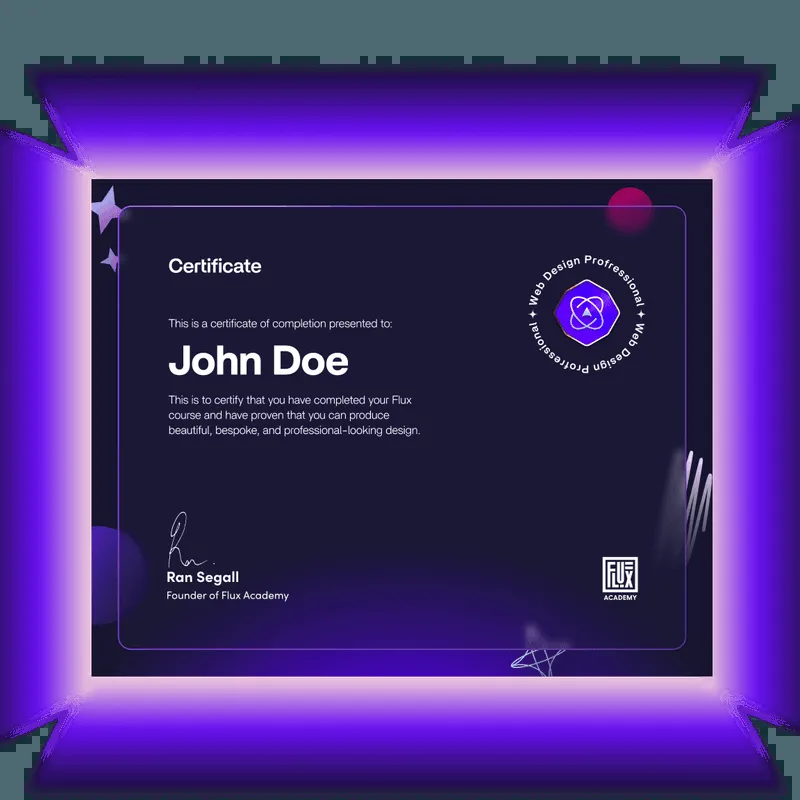 Certificate
Web Design Profressional ✦ Web Design Profressional ✦
This is a certificate of completion presented to:
John Doe
This is to certify that you have completed your Flux
course and have proven that you can produce
beautiful, bespoke, and professional-looking design.
Ran Segall
Founder of Flux Academy
FLUX
ACADEMY